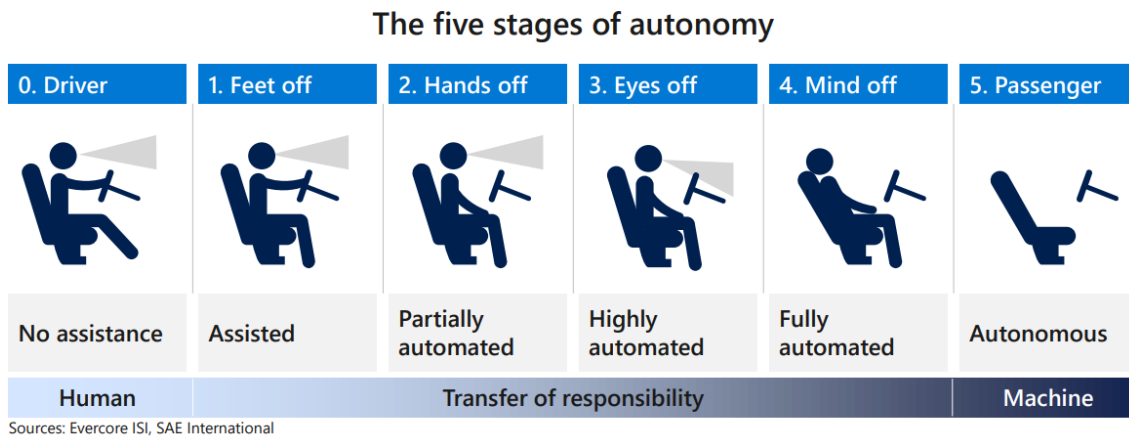 The five stages of autonomy
0. Driver
1. Feet off
2. Hands off
3. Eyes off
4. Mind off
5. Passenger
No assistance
Assisted
Partially
automated
Highly
automated
Fully
automated
Autonomous
Human
Transfer of responsibility
Machine
Sources: Evercore ISI, SAE International